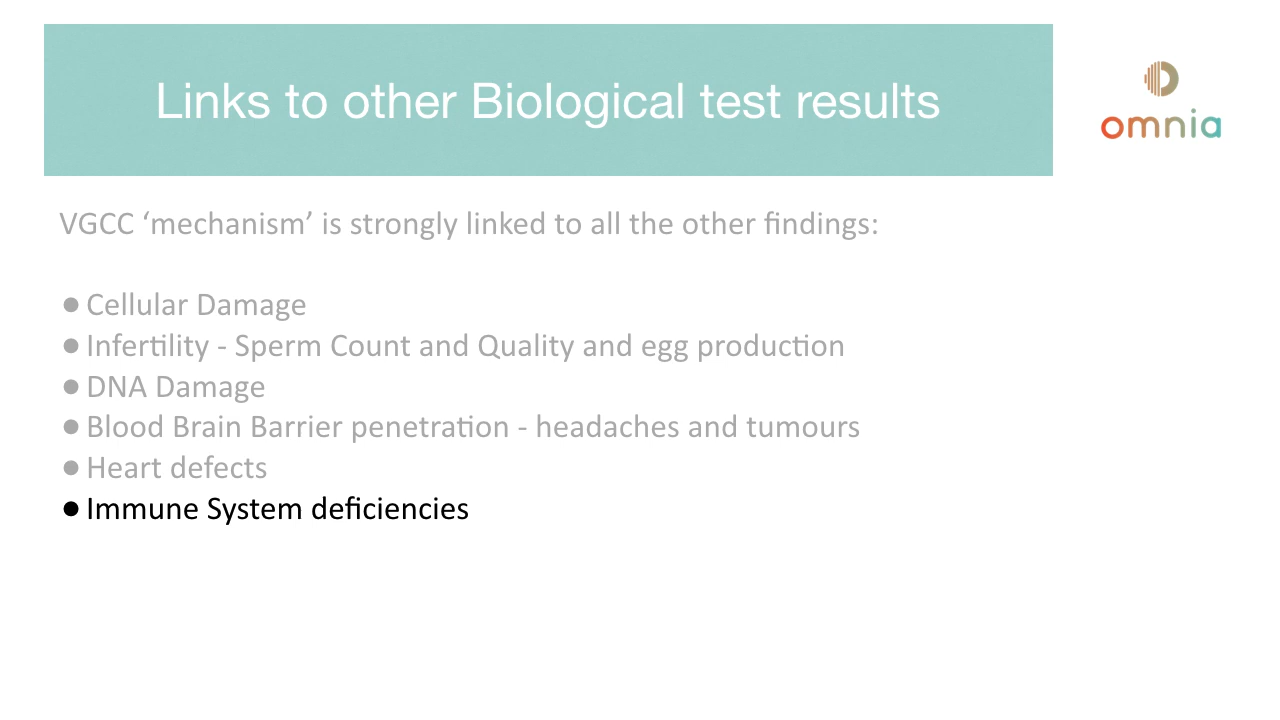 Links to other Biological test results
omnia
VGCC ‘mechanism’ is strongly linked to all the other findings:
● Cellular Damage
● Infertility - Sperm Count and Quality and egg production
● DNA Damage
● Blood Brain Barrier penetration - headaches and tumours
● Heart defects
● Immune System deficiencies